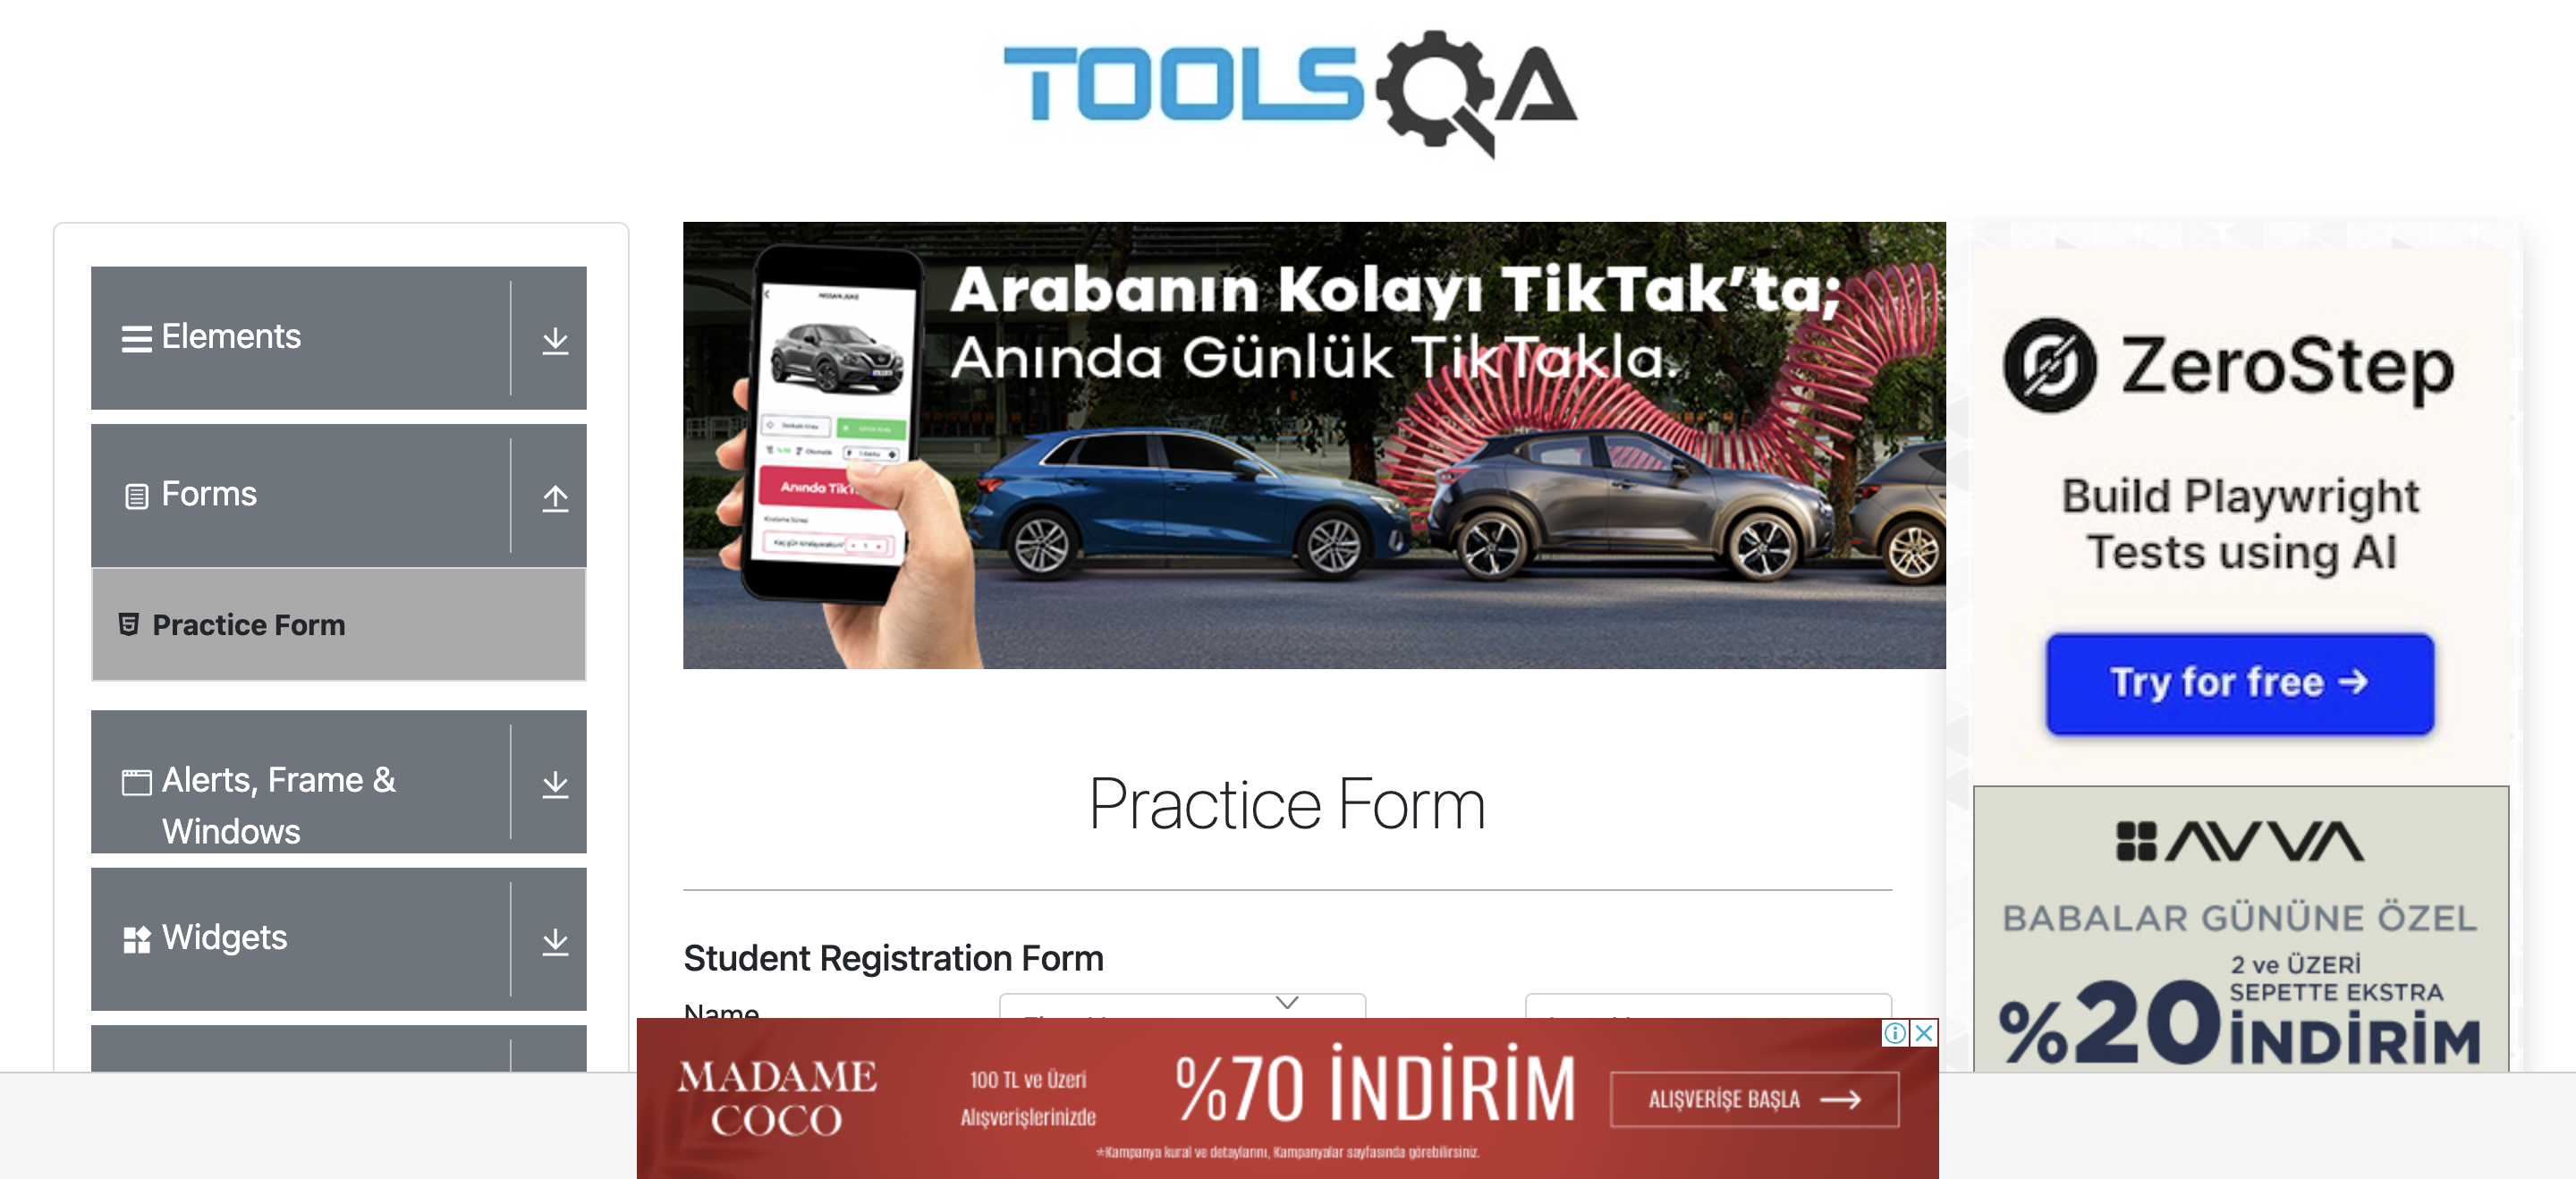 TOOLSQA
Elements
Forms
Practice Form
Alerts, Frame &
Windows
Widgets
Arabanın Kolayı TikTak'ta;
Anında Günlük TikTakla.
NISSAN JUKE
Anında TikT
ZeroStep
Build Playwright
Tests using AI
Try for free →
AVVA
BABALAR GÜNÜNE ÖZEL
2 ve ÜZERİ
SEPETTE EKSTRA
%20 İNDİRİM
Practice Form
Student Registration Form
Name
MADAME
COCO
100 TL ve Üzeri
Alışverişlerinizde
%70 İNDİRİM
ALIŞVERİŞE BAŞLA
*Kampanya kural ve detaylarını, Kampanyalar sayfasında görebilirsiniz.